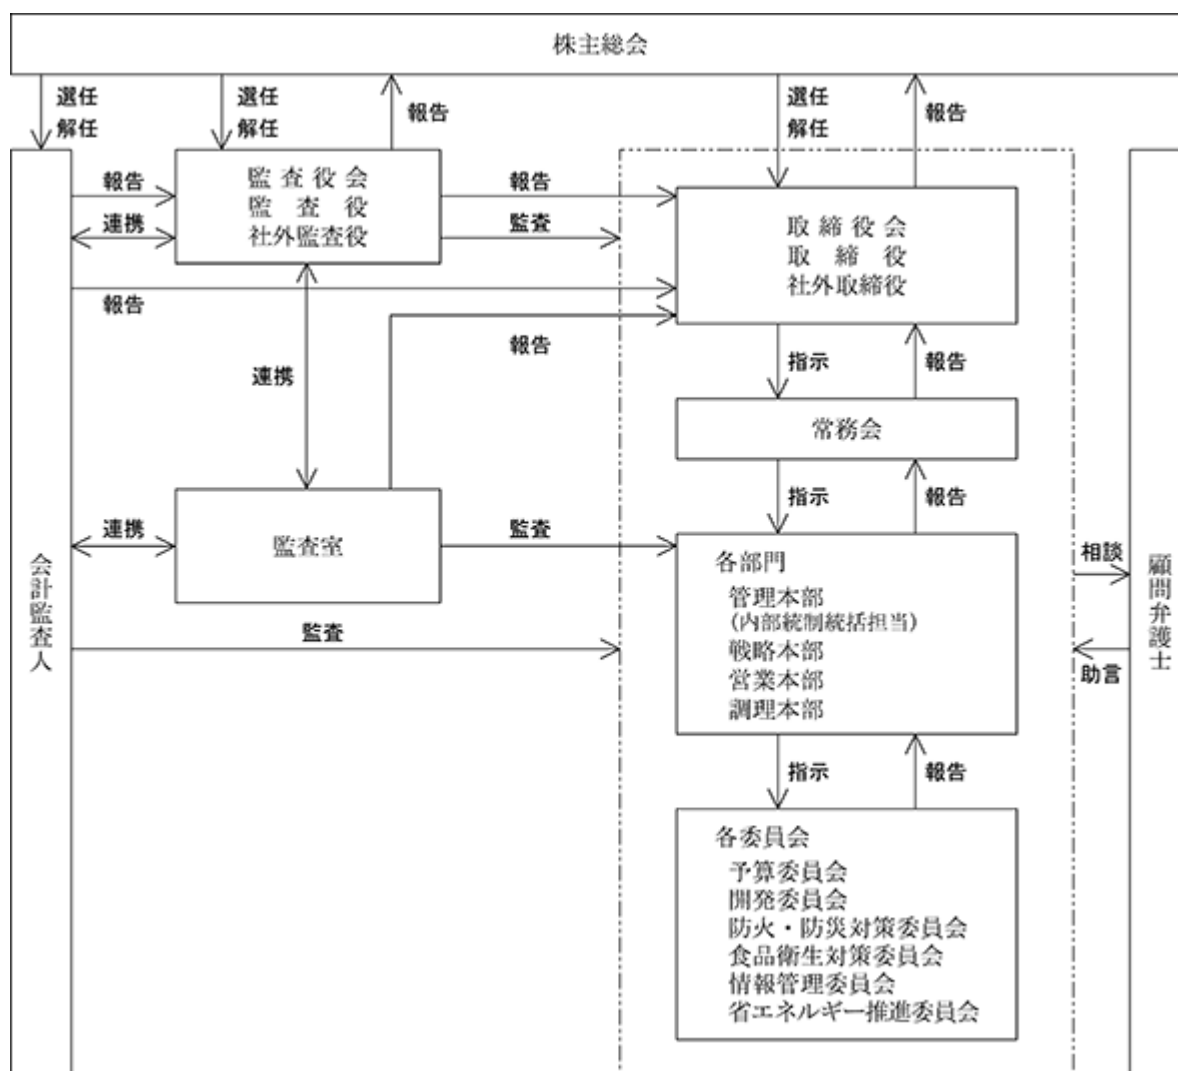 株主総会
選任
解任
選任
解任
報告
選任
解任
報告
報告
連携
監査役会
監査役
社外監査役
報告
監査
取締役会
取締役
社外取締役
報告
報告
連携
指示
報告
常務会
指示
報告
連携
監査室
監査
各部門
管理本部
(内部統制統括担当)
戦略本部
営業本部
調理本部
監査
会計監査人
相談
助言
顧問弁護士
指示
報告
各委員会
予算委員会
開発委員会
防火・防災対策委員会
食品衛生対策委員会
情報管理委員会
省エネルギー推進委員会